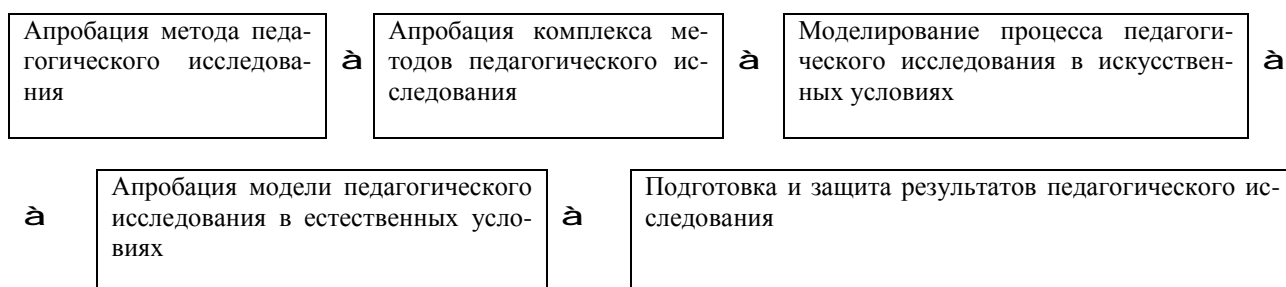 Апробация метода педа-
гогического исследова-
ния
à
Апробация комплекса ме-
тодов педагогического ис-
следования
à
Моделирование процесса педагоги-
ческого исследования в искусствен-
ных условиях
à
à
Апробация модели педагогического
исследования в естественных усло-
виях
à
Подготовка и защита результатов педагогического ис-
следования